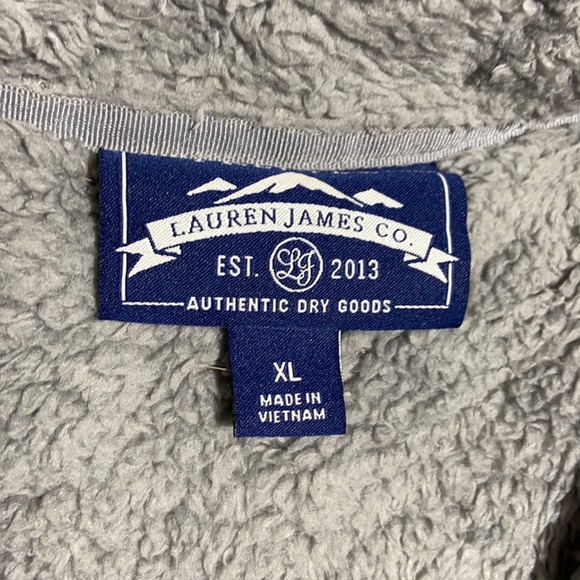 LAUREN JAMES CO.
EST. LJ 2013
AUTHENTIC DRY GOODS
XL
MADE IN
VIETNAM